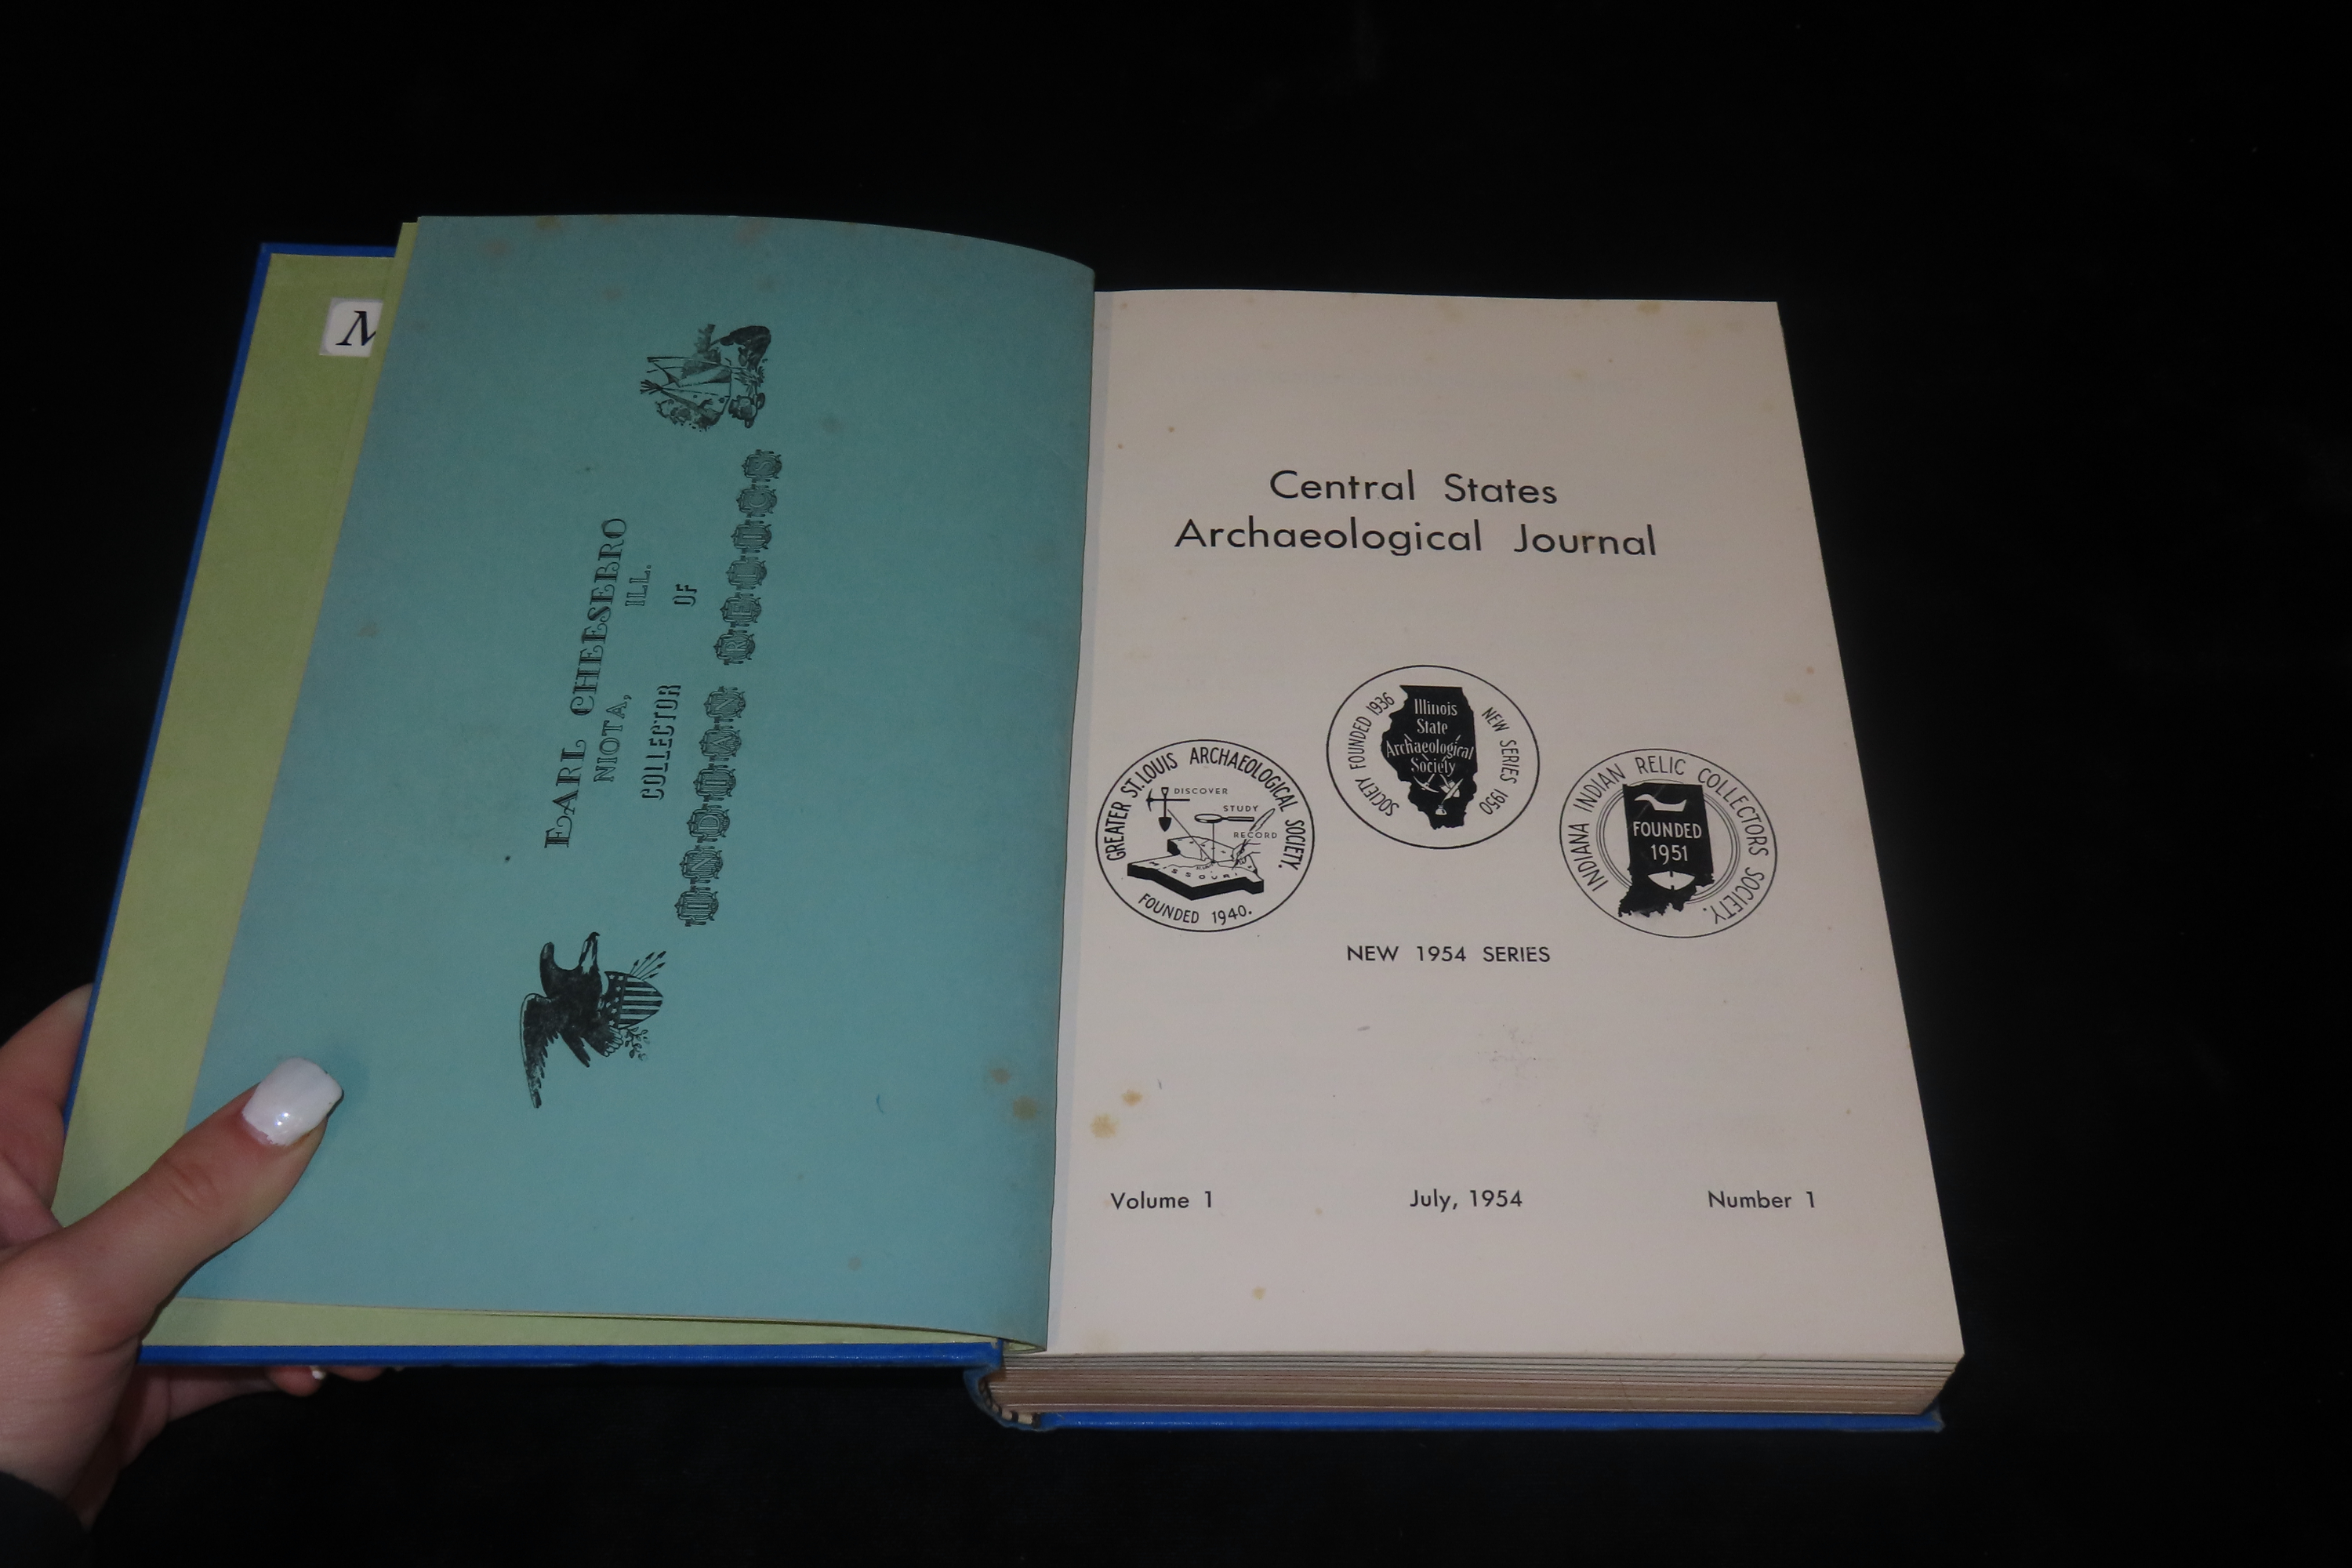 M
EARL CHEESEBRO
NIOTA, ILL.
COLLECTOR OF
INDIAN RELICS
Central States
Archaeological Journal
SOCIETY FOUNDED 1936
NEW SERIES 1950
Illinois
State
Archaeological
Society
GREATER ST. LOUIS ARCHAEOLOGICAL SOCIETY.
DISCOVER
STUDY
RECORD
MISSOURI
FOUNDED 1940.
INDIANA INDIAN RELIC COLLECTORS SOCIETY.
FOUNDED
1951
NEW 1954 SERIES
Volume 1 July, 1954 Number 1